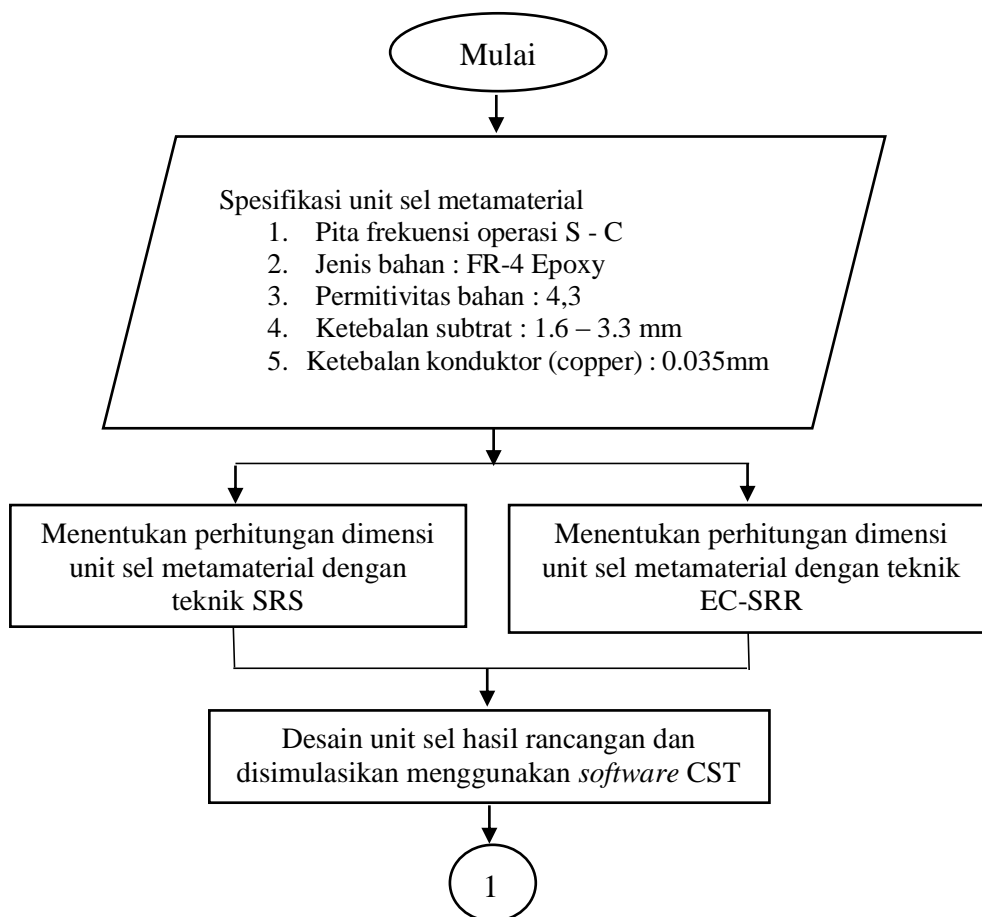 Mulai
Spesifikasi unit sel metamaterial
1. Pita frekuensi operasi S - C
2. Jenis bahan : FR-4 Epoxy
3. Permitivitas bahan : 4,3
4. Ketebalan subtrat : 1.6 – 3.3 mm
5. Ketebalan konduktor (copper) : 0.035mm
Menentukan perhitungan dimensi
unit sel metamaterial dengan
teknik SRS
Menentukan perhitungan dimensi
unit sel metamaterial dengan teknik
EC-SRR
Desain unit sel hasil rancangan dan
disimulasikan menggunakan software CST
1